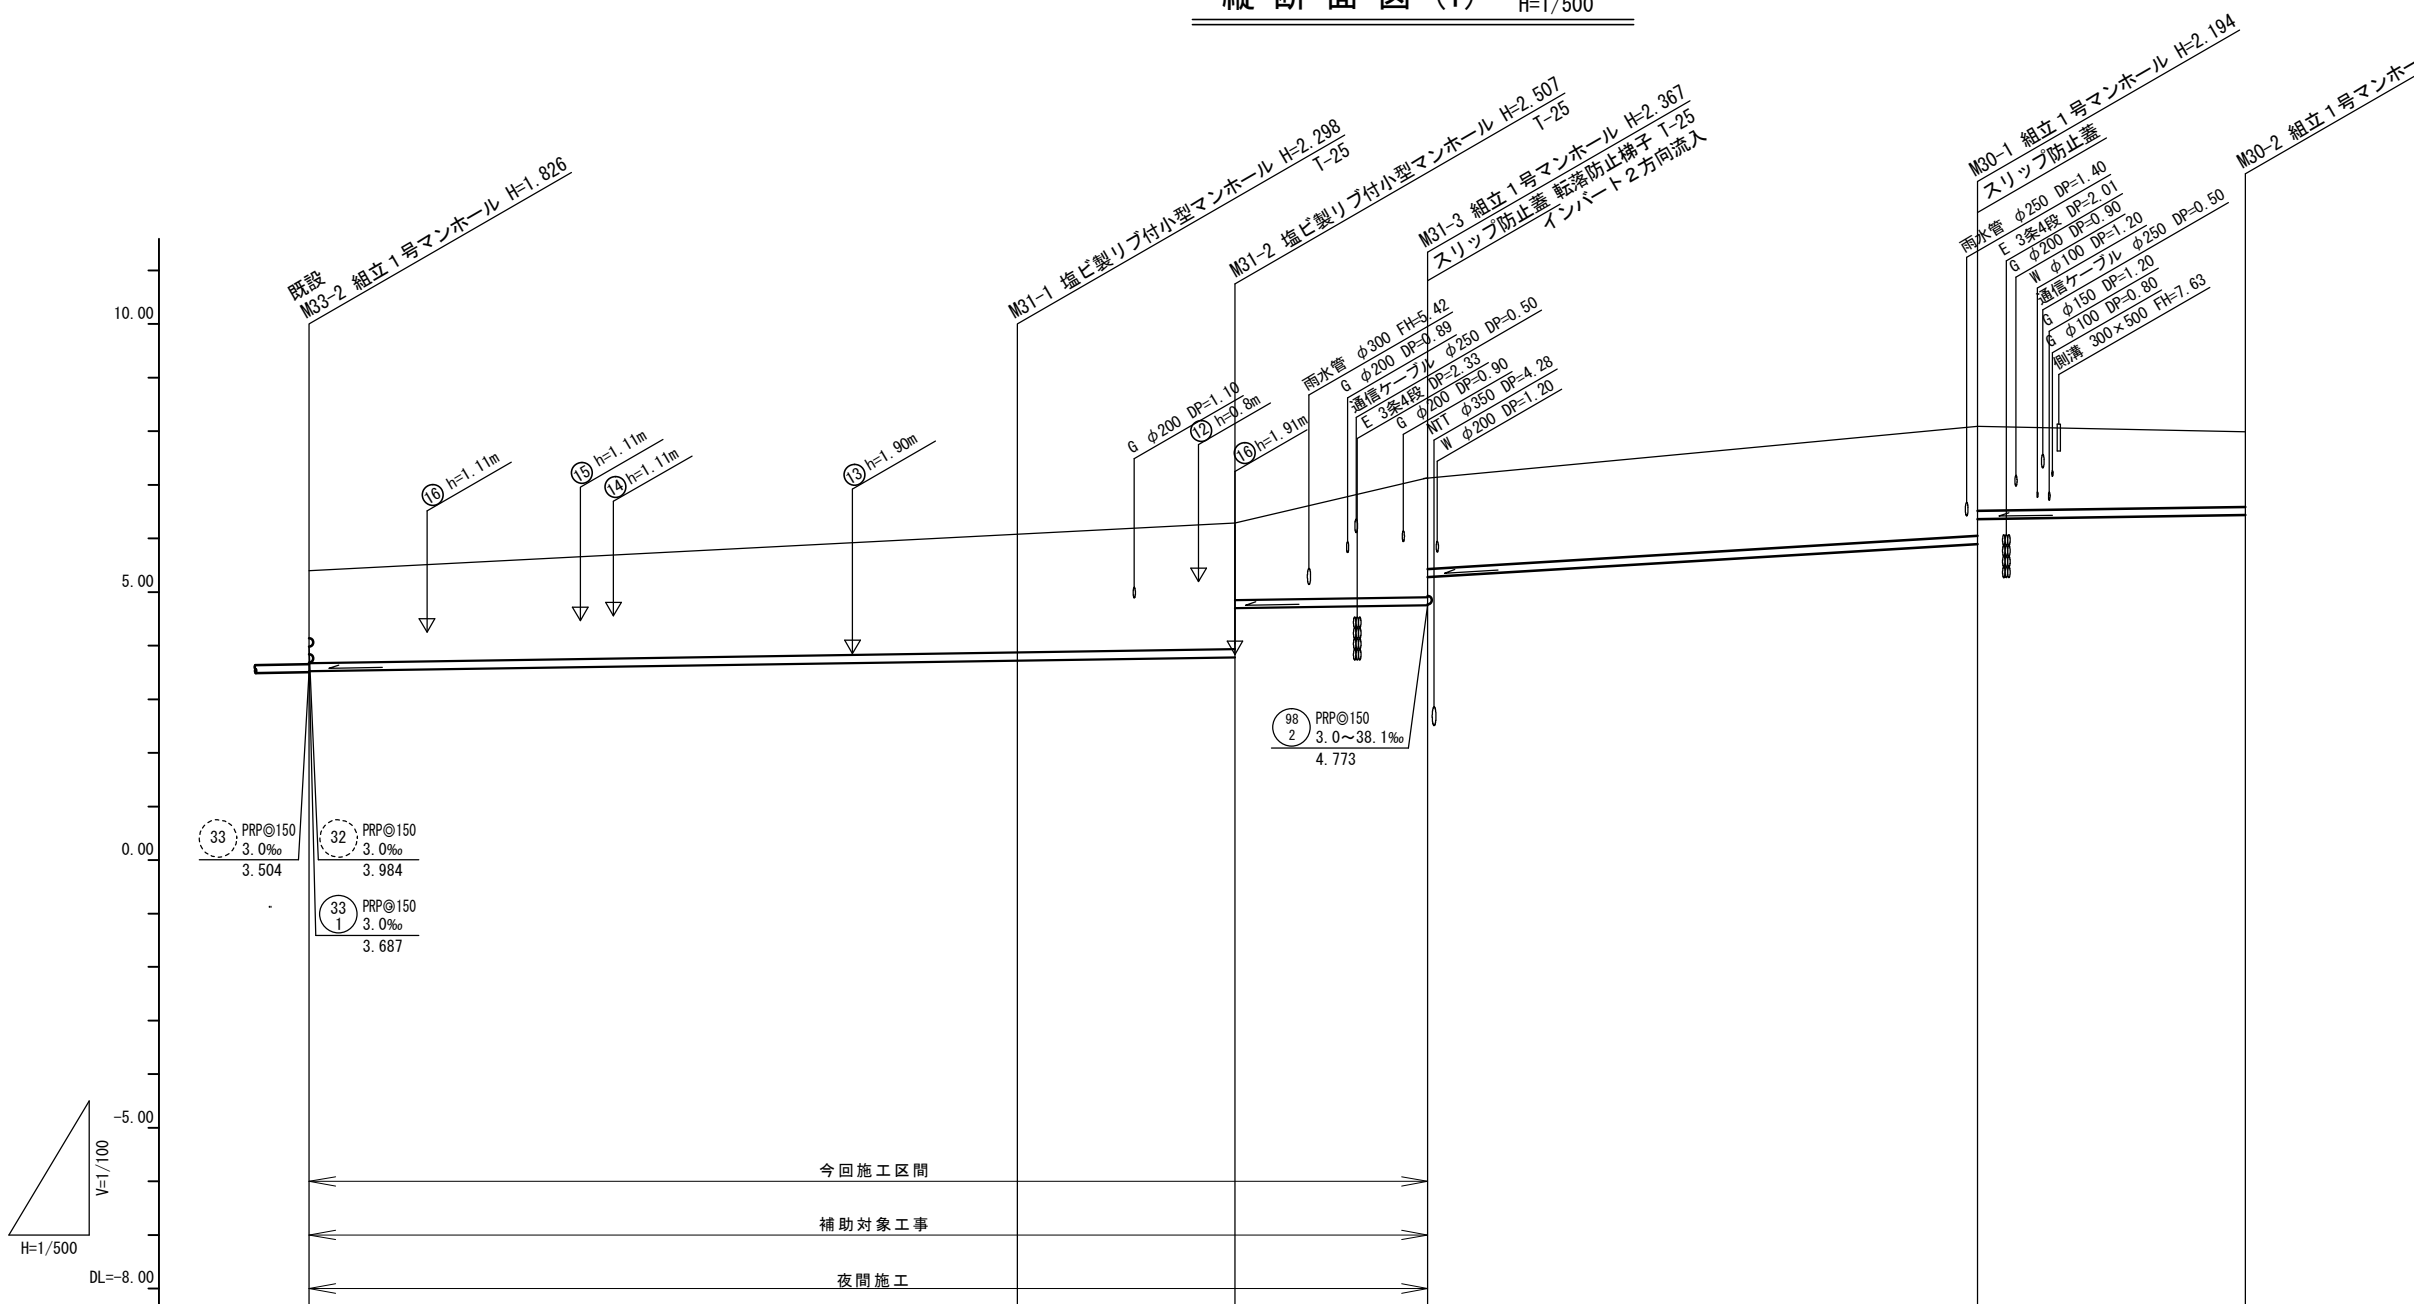 縦断面図 (1) H=1/500
既設
M33-2 組立1号マンホール H=1.826
M31-1 塩ビ製リブ付小型マンホール H=2.298
T-25
M31-2 塩ビ製リブ付小型マンホール H=2.507
T-25
M31-3 組立1号マンホール H=2.367
スリップ防止蓋 転落防止梯子 T-25
インバート2方向流入
M30-1 組立1号マンホール H=2.194
スリップ防止蓋
M30-2 組立1号マンホー
雨水管 φ250 DP=1.40
E 3条4段 DP=2.01
G φ200 DP=0.90
W φ100 DP=1.20
通信ケーブル φ250 DP=0.50
G φ150 DP=1.20
G φ100 DP=0.80
側溝 300×500 FH=7.63
雨水管 φ300 FH=5.42
G φ200 DP=0.89
通信ケーブル φ250 DP=0.50
E 3条4段 DP=2.33
G φ200 DP=0.90
NTT φ350 DP=4.28
W φ200 DP=1.20
G φ200 DP=1.10
⑫ h=0.8m
⑯ h=1.91m
⑯ h=1.11m
⑮ h=1.11m
⑭ h=1.11m
⑬ h=1.90m
10.00
5.00
0.00
-5.00
DL=-8.00
98
2
PRP◎150
3.0~38.1‰
4.773
33
PRP◎150
3.0‰
3.504
32
PRP◎150
3.0‰
3.984
33
1
PRP◎150
3.0‰
3.687
V=1/100
H=1/500
今回施工区間
補助対象工事
夜間施工